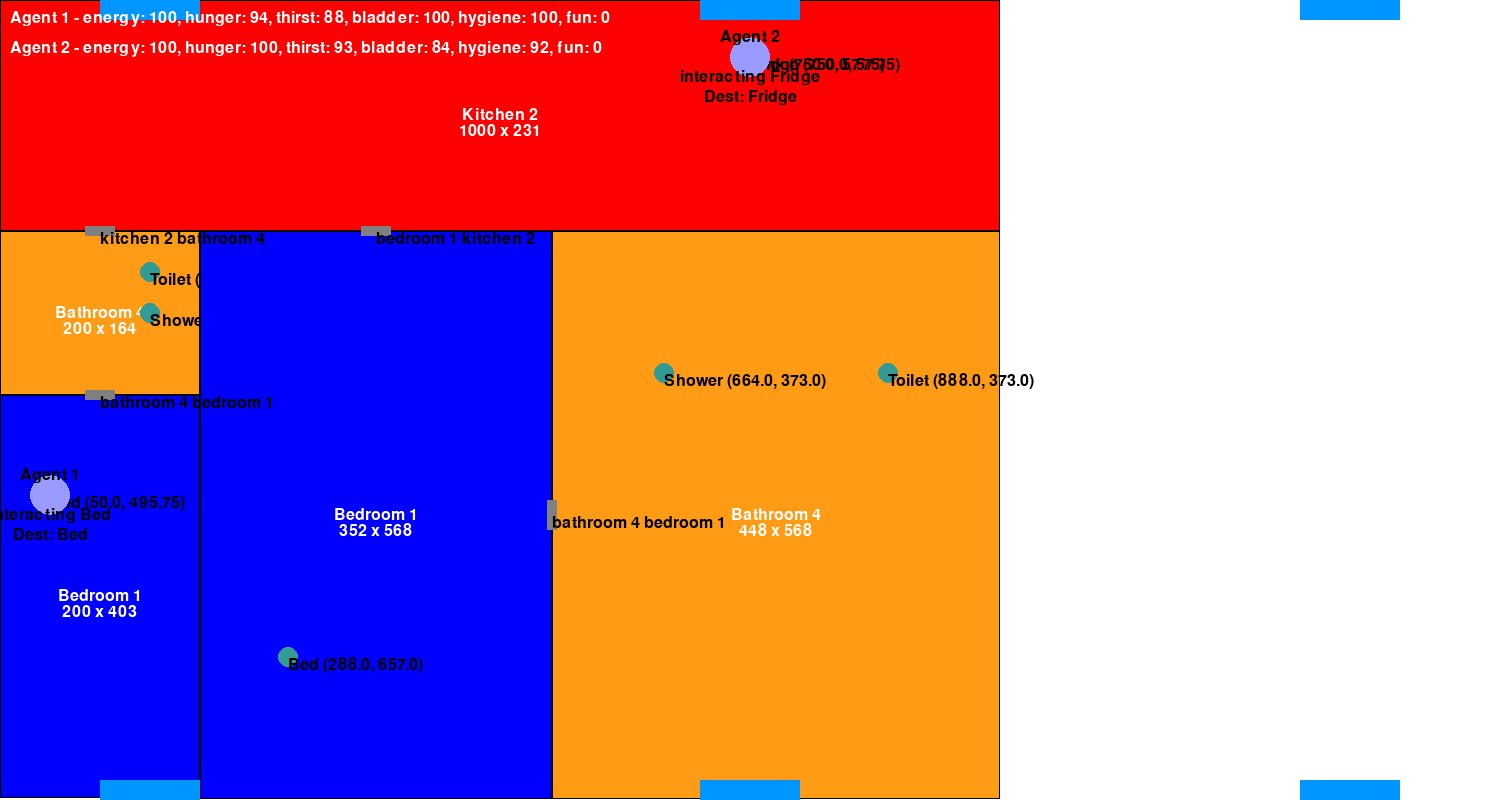 Agent 1 - energy: 100, hunger: 94, thirst: 88, bladder: 100, hygiene: 100, fun: 0
Agent 2 - energy: 100, hunger: 100, thirst: 93, bladder: 84, hygiene: 92, fun: 0
Agent 2
interacting Fridge
Dest: Fridge
Kitchen 2
1000 x 231
kitchen 2 bathroom 4
bedroom 1 kitchen 2
Toilet (
Bathroom 4
200 x 164
Showe
Shower (664.0, 373.0)
Toilet (888.0, 373.0)
bathroom 4 bedroom 1
Agent 1
d (50.0, 495.75)
nteracting Bed
Dest: Bed
Bedroom 1
352 x 568
bathroom 4 bedroom 1
Bathroom 4
448 x 568
Bedroom 1
200 x 403
Bed (288.0, 657.0)